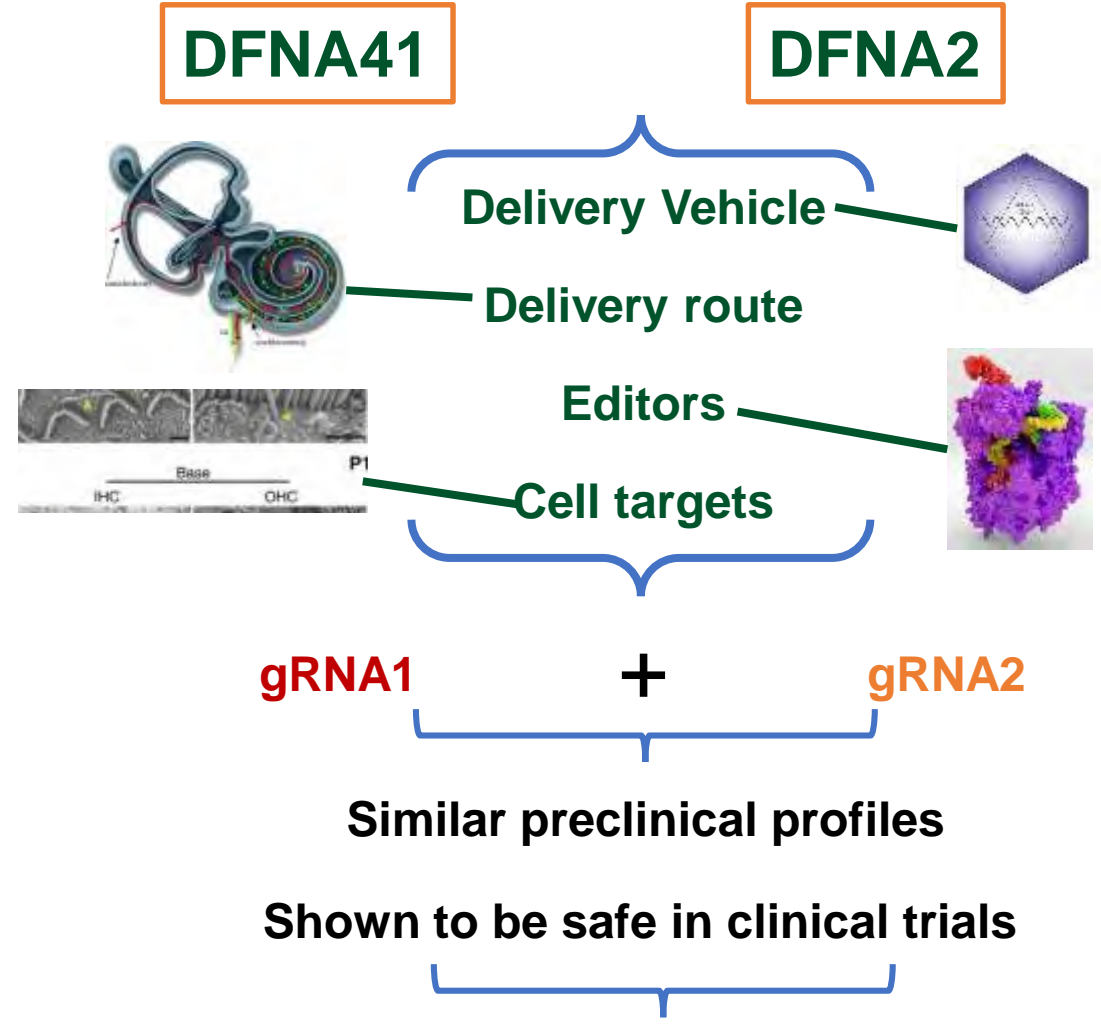 DFNA41
DFNA2
Delivery Vehicle
Delivery route
Editors
Cell targets
Base
IHC
OHC
P1
gRNA1
+
gRNA2
Similar preclinical profiles
Shown to be safe in clinical trials